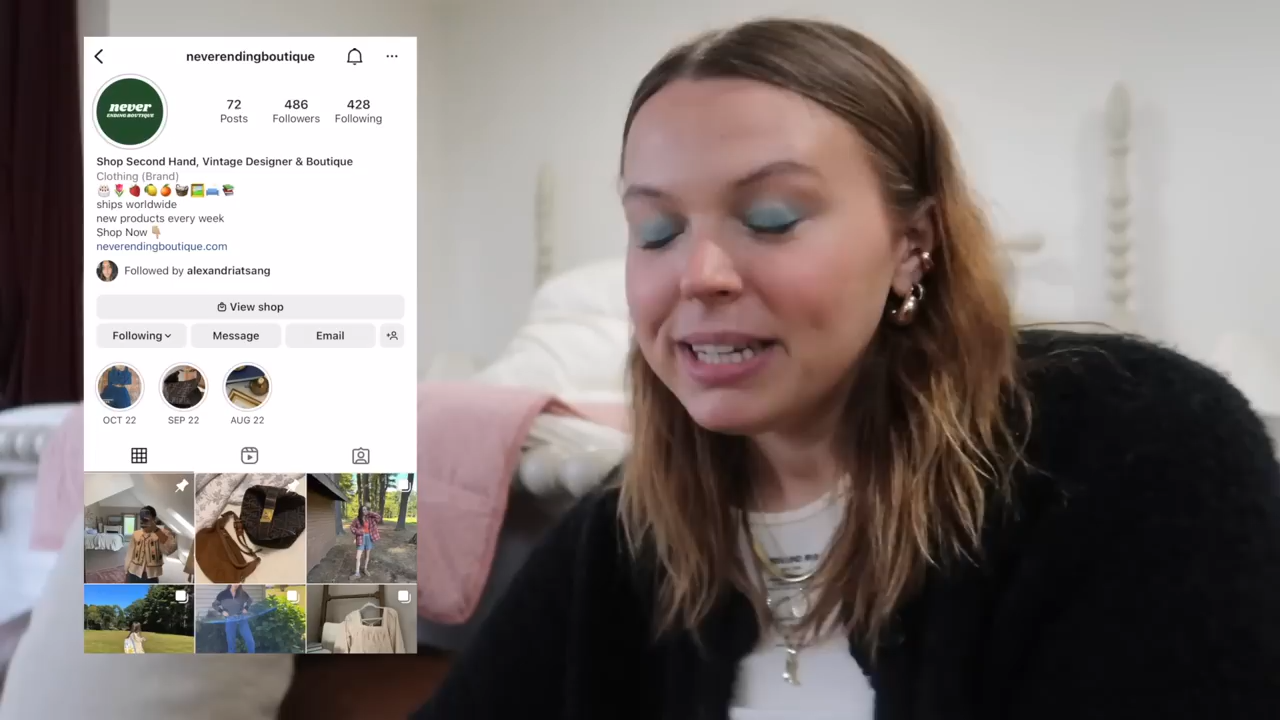 neverendingboutique
never
ENDING BOUTIQUE
72
486
428
Posts
Followers
Following
Shop Second Hand, Vintage Designer & Boutique
Clothing (Brand)
ships worldwide
new products every week
Shop Now
neverendingboutique.com
Followed by alexandriatsang
View shop
Following
Message
Email
OCT 22
SEP 22
AUG 22